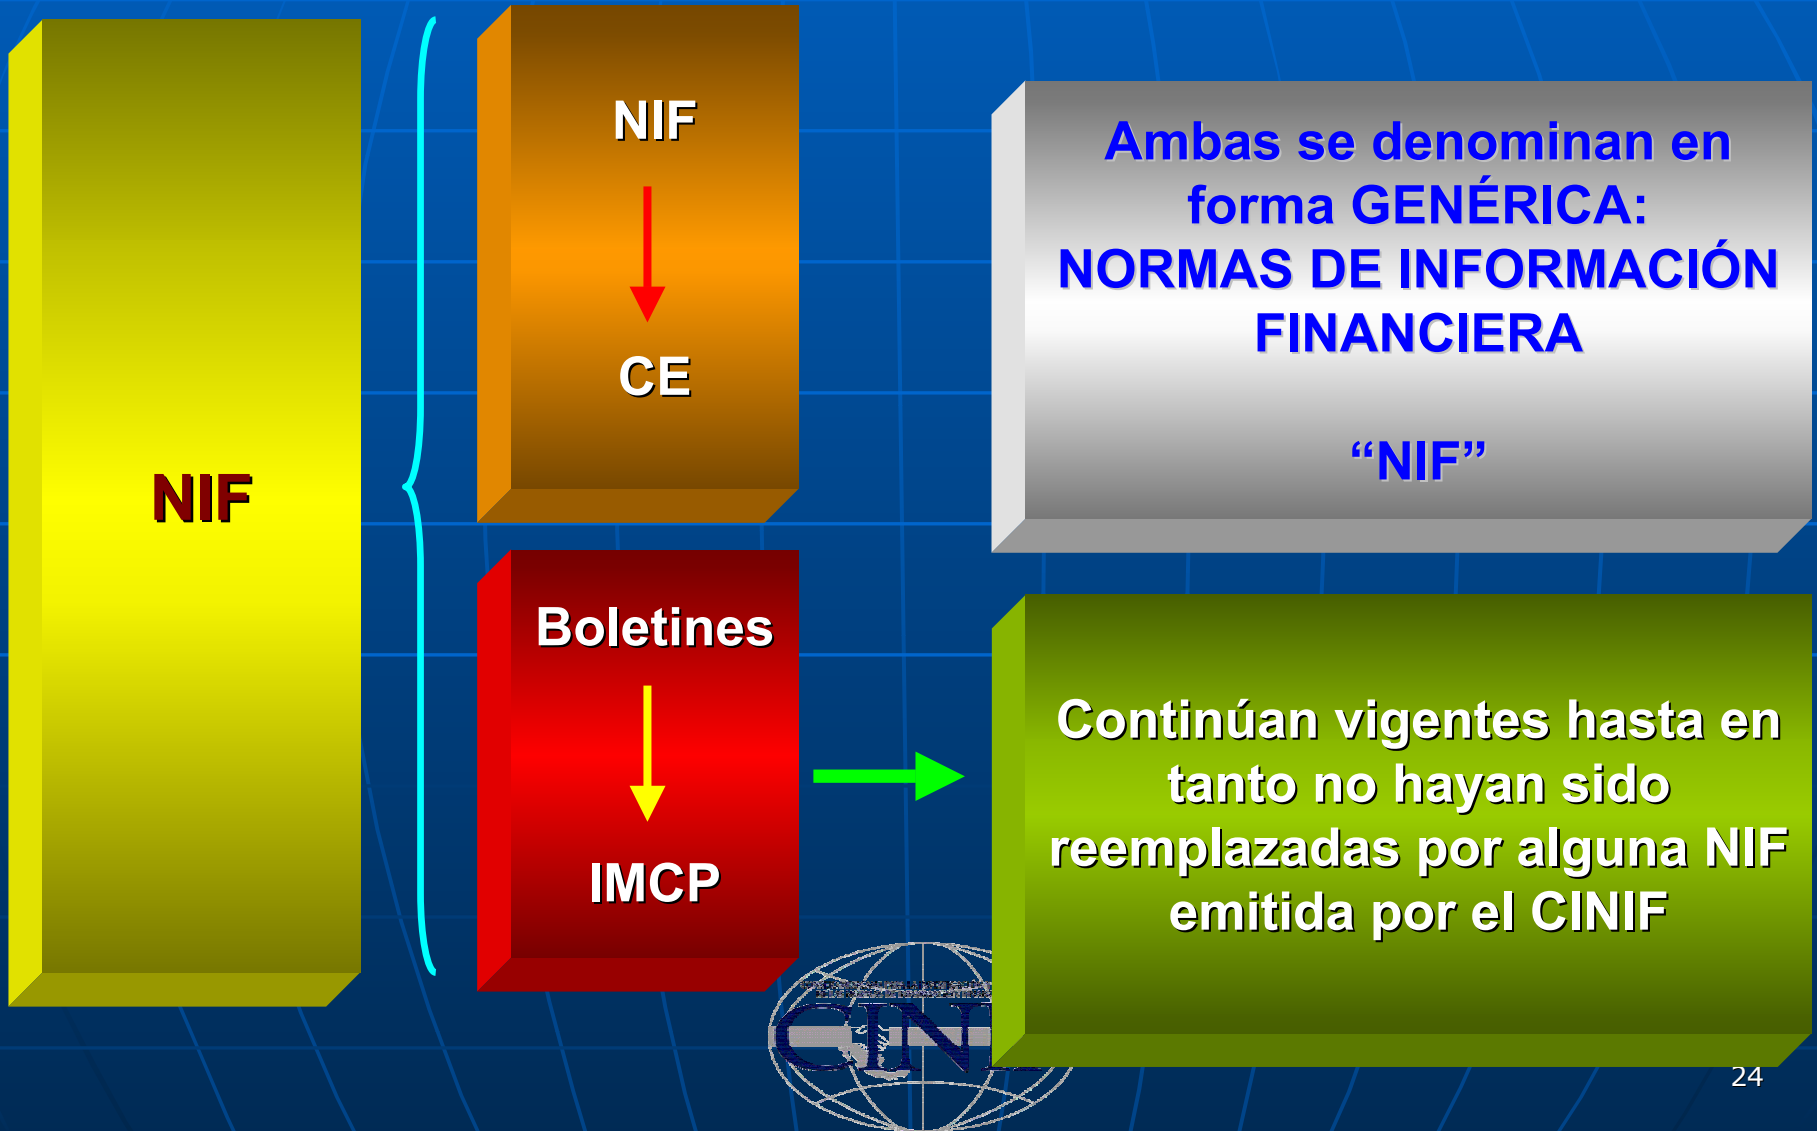 NIF
NIF
CE
Ambas se denominan en
forma GENÉRICA:
NORMAS DE INFORMACIÓN
FINANCIERA
“NIF”
Boletines
IMCP
Continúan vigentes hasta en
tanto no hayan sido
reemplazadas por alguna NIF
emitida por el CINIF
24